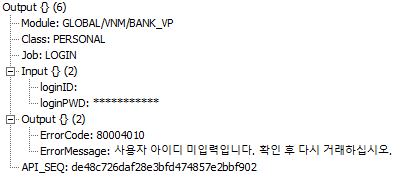 Output {} (6)
Module: GLOBAL/VNM/BANK_VP
Class: PERSONAL
Job: LOGIN
Input {} (2)
loginID:
loginPWD: ***********
Output {} (2)
ErrorCode: 80004010
ErrorMessage: 사용자 아이디 미입력입니다. 확인 후 다시 거래하십시오.
API_SEQ: de48c726daf28e3bfd474857e2bbf902